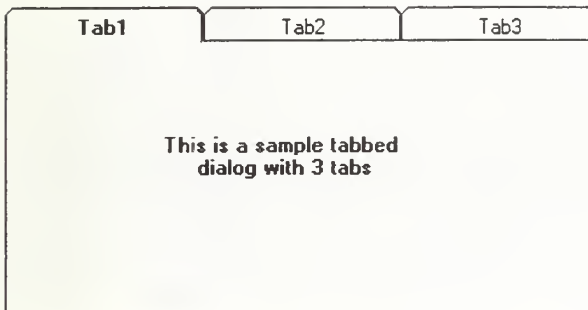 Tab1 Tab2 Tab3
This is a sample tabbed
dialog with 3 tabs